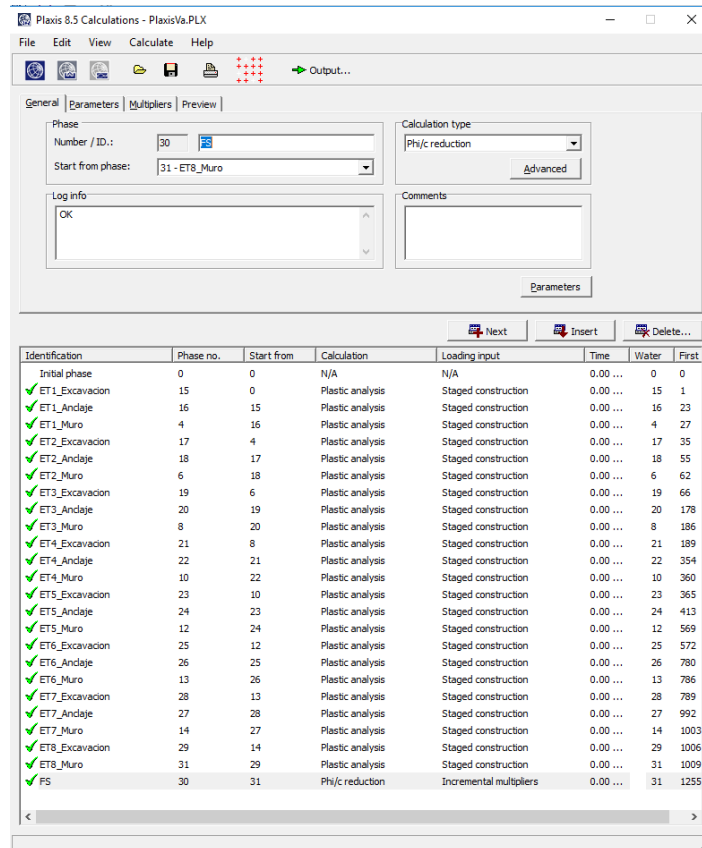 Plaxis 8.5 Calculations - PlaxisVa.PLX
File Edit View Calculate Help
Output...
General Parameters Multipliers Preview
Phase
Number / ID.: 30 FS
Start from phase: 31 - ET8_Muro
Calculation type
Phi/c reduction
Advanced
Log info
OK
Comments
Parameters
Next Insert Delete...
Identification Phase no. Start from Calculation Loading input Time Water First
Initial phase 0 0 N/A N/A 0.00 ... 0 0
ET1_Excavacion 15 0 Plastic analysis Staged construction 0.00 ... 15 1
ET1_Anclaje 16 15 Plastic analysis Staged construction 0.00 ... 16 23
ET1_Muro 4 16 Plastic analysis Staged construction 0.00 ... 4 27
ET2_Excavacion 17 4 Plastic analysis Staged construction 0.00 ... 17 35
ET2_Anclaje 18 17 Plastic analysis Staged construction 0.00 ... 18 55
ET2_Muro 6 18 Plastic analysis Staged construction 0.00 ... 6 62
ET3_Excavacion 19 6 Plastic analysis Staged construction 0.00 ... 19 66
ET3_Anclaje 20 19 Plastic analysis Staged construction 0.00 ... 20 178
ET3_Muro 8 20 Plastic analysis Staged construction 0.00 ... 8 186
ET4_Excavacion 21 8 Plastic analysis Staged construction 0.00 ... 21 189
ET4_Anclaje 22 21 Plastic analysis Staged construction 0.00 ... 22 354
ET4_Muro 10 22 Plastic analysis Staged construction 0.00 ... 10 360
ET5_Excavacion 23 10 Plastic analysis Staged construction 0.00 ... 23 365
ET5_Anclaje 24 23 Plastic analysis Staged construction 0.00 ... 24 413
ET5_Muro 12 24 Plastic analysis Staged construction 0.00 ... 12 569
ET6_Excavacion 25 12 Plastic analysis Staged construction 0.00 ... 25 572
ET6_Anclaje 26 25 Plastic analysis Staged construction 0.00 ... 26 780
ET6_Muro 13 26 Plastic analysis Staged construction 0.00 ... 13 786
ET7_Excavacion 28 13 Plastic analysis Staged construction 0.00 ... 28 789
ET7_Anclaje 27 28 Plastic analysis Staged construction 0.00 ... 27 992
ET7_Muro 14 27 Plastic analysis Staged construction 0.00 ... 14 1003
ET8_Excavacion 29 14 Plastic analysis Staged construction 0.00 ... 29 1006
ET8_Muro 31 29 Plastic analysis Staged construction 0.00 ... 31 1009
FS 30 31 Phi/c reduction Incremental multipliers 0.00 ... 31 1255